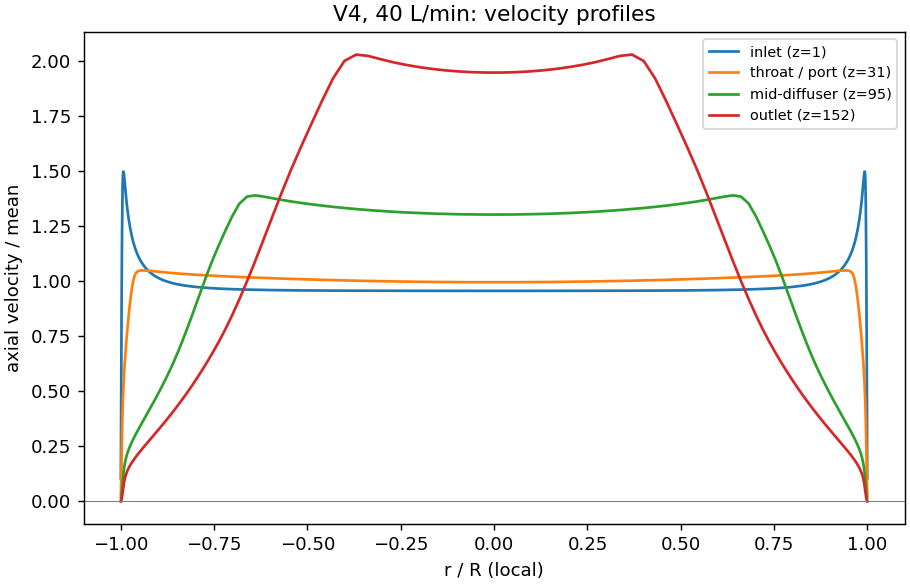 V4, 40 L/min: velocity profiles
inlet (z=1)
throat / port (z=31)
mid-diffuser (z=95)
outlet (z=152)
axial velocity / mean
2.00
1.75
1.50
1.25
1.00
0.75
0.50
0.25
0.00
−1.00 −0.75 −0.50 −0.25 0.00 0.25 0.50 0.75 1.00
r / R (local)